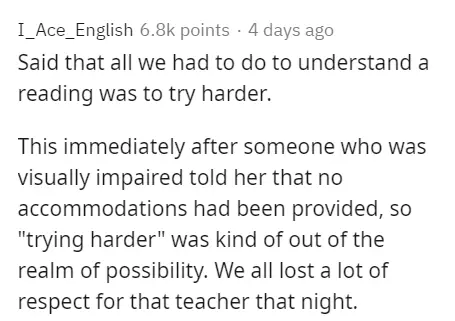 I_Ace_English 6.8k points · 4 days ago
Said that all we had to do to understand a
reading was to try harder.
This immediately after someone who was
visually impaired told her that no
accommodations had been provided, so
"trying harder" was kind of out of the
realm of possibility. We all lost a lot of
respect for that teacher that night.